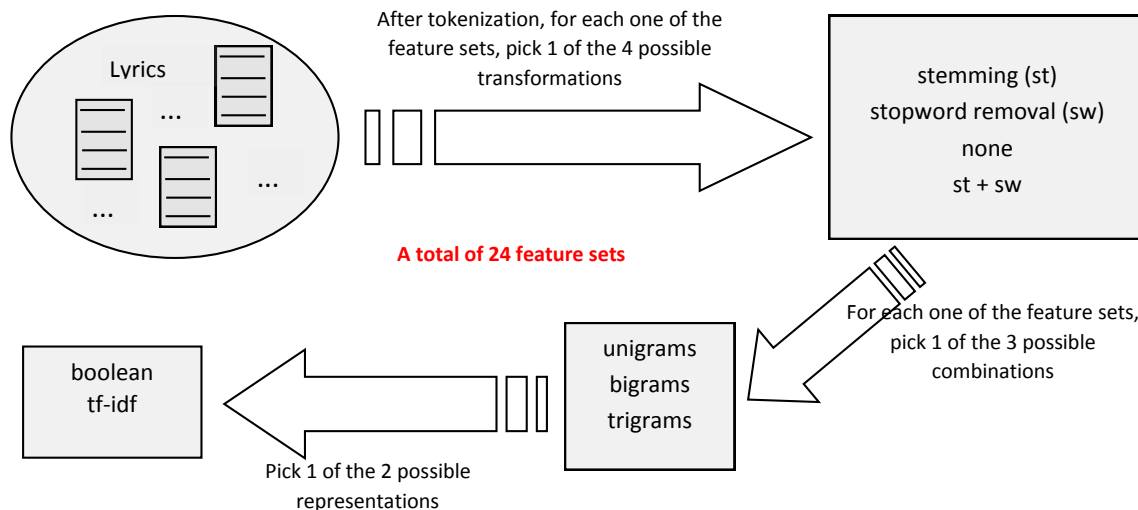 Lyrics
...
...
...
After tokenization, for each one of the
feature sets, pick 1 of the 4 possible
transformations
stemming (st)
stopword removal (sw)
none
st + sw
A total of 24 feature sets
For each one of the feature sets,
pick 1 of the 3 possible
combinations
unigrams
bigrams
trigrams
Pick 1 of the 2 possible
representations
boolean
tf-idf